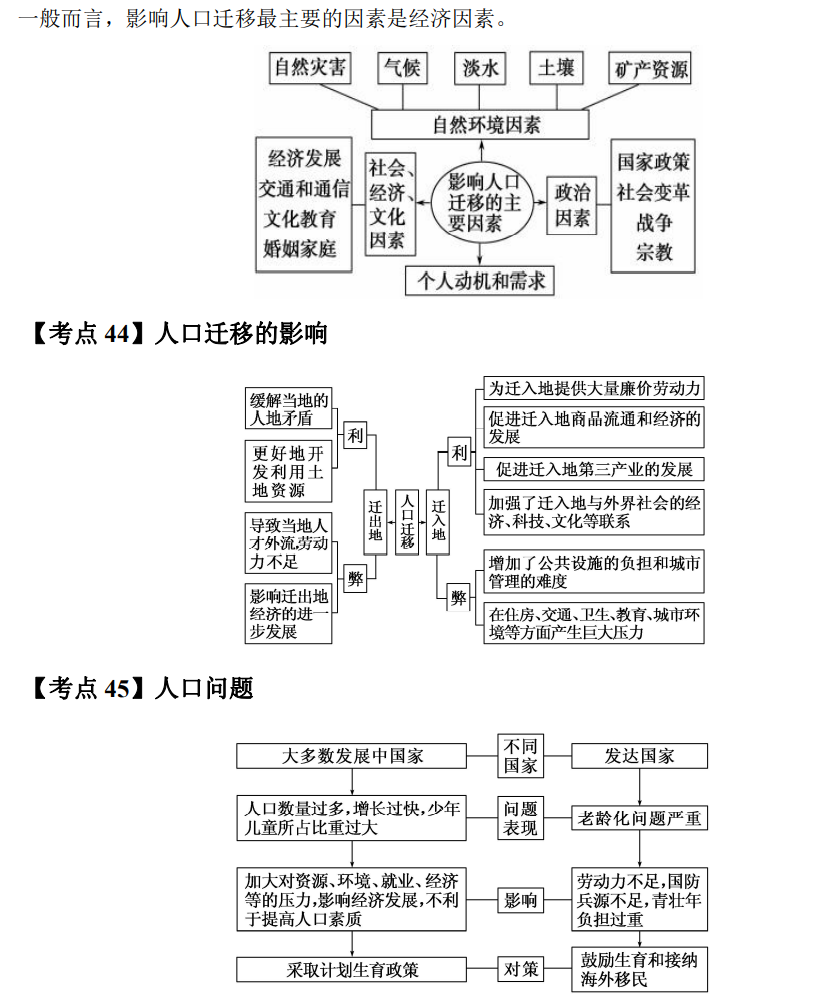 一般而言，影响人口迁移最主要的因素是经济因素。
自然灾害
气候
淡水
土壤
矿产资源
自然环境因素
经济发展
交通和通信
文化教育
婚姻家庭
社会、
经济、
文化
因素
影响人口
迁移的主
要因素
政治
因素
国家政策
社会变革
战争
宗教
个人动机和需求
【考点 44】人口迁移的影响
缓解当地的
人地矛盾
更好地开
发利用土
地资源
利
导致当地人
才外流,劳动
力不足
影响迁出地
经济的进一
步发展
弊
迁出地
人口迁移
迁入地
利
为迁入地提供大量廉价劳动力
促进迁入地商品流通和经济的
发展
促进迁入地第三产业的发展
加强了迁入地与外界社会的经
济、科技、文化等联系
弊
增加了公共设施的负担和城市
管理的难度
在住房、交通、卫生、教育、城市环
境等方面产生巨大压力
【考点 45】人口问题
大多数发展中国家
不同
国家
发达国家
人口数量过多,增长过快,少年
儿童所占比重过大
问题
表现
老龄化问题严重
加大对资源、环境、就业、经济
等的压力,影响经济发展,不利
于提高人口素质
影响
劳动力不足,国防
兵源不足,青壮年
负担过重
采取计划生育政策
对策
鼓励生育和接纳
海外移民